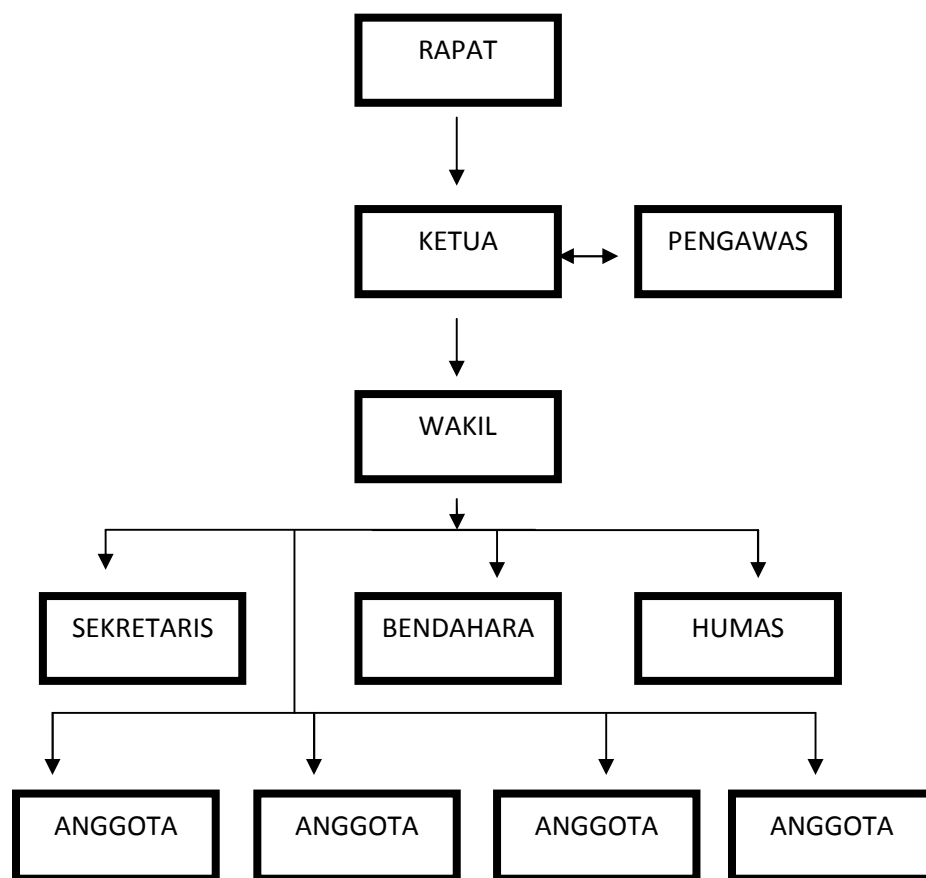 RAPAT
KETUA
PENGAWAS
WAKIL
SEKRETARIS
BENDAHARA
HUMAS
ANGGOTA
ANGGOTA
ANGGOTA
ANGGOTA